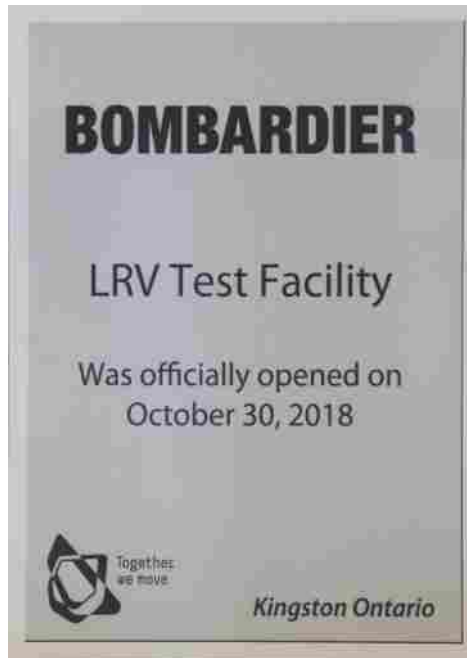 BOMBARDIER
LRV Test Facility
Was officially opened on
October 30, 2018
Together
we move
Kingston Ontario